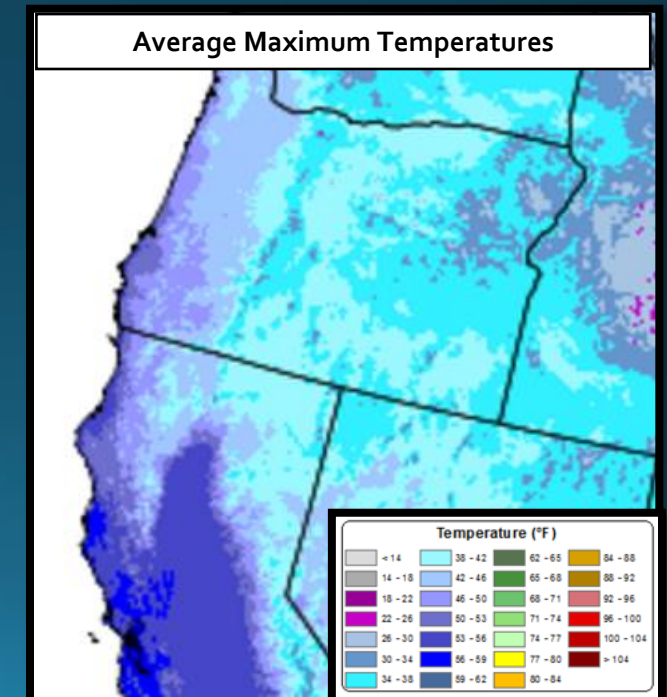 Average Maximum Temperatures
Temperature (°F)
< 14 38 - 42 62 - 65 84 - 88
14 - 18 42 - 46 65 - 68 88 - 92
18 - 22 46 - 50 68 - 71 92 - 96
22 - 26 50 - 53 71 - 74 96 - 100
26 - 30 53 - 56 74 - 77 100 - 104
30 - 34 56 - 59 77 - 80 > 104
34 - 38 59 - 62 80 - 84